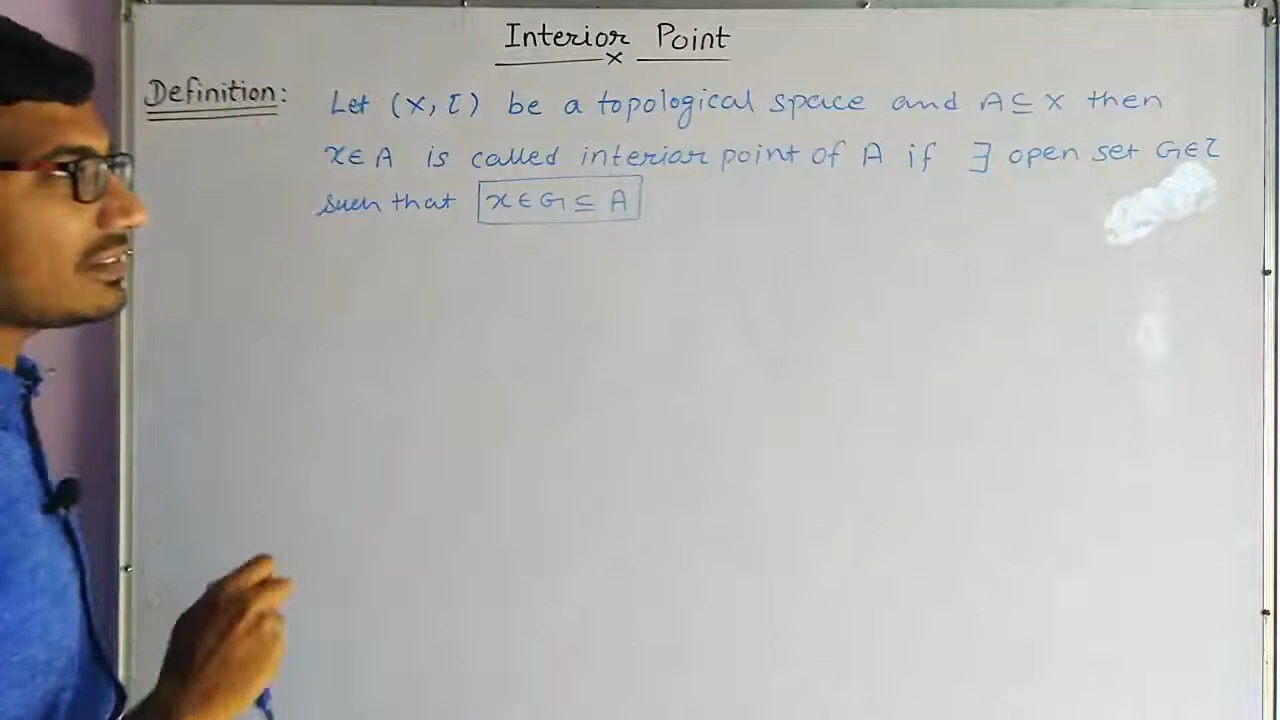 Interior Point
Definition: Let (X, τ) be a topological space and A ⊆ X then
x ∈ A is called interior point of A if ∃ open set G ∈ τ
such that x ∈ G ⊆ A